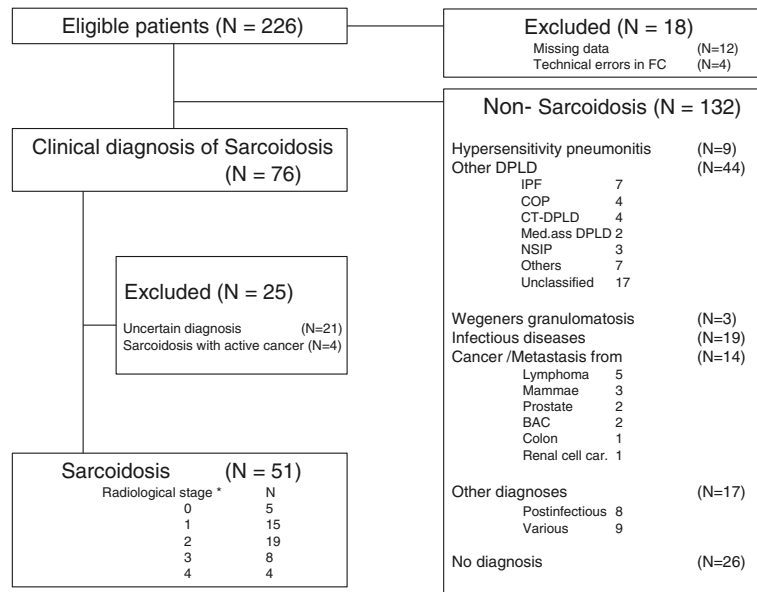 Eligible patients (N = 226)
Excluded (N = 18)
Missing data (N=12)
Technical errors in FC (N=4)
Non- Sarcoidosis (N = 132)
Hypersensitivity pneumonitis (N=9)
Other DPLD (N=44)
IPF 7
COP 4
CT-DPLD 4
Med.ass DPLD 2
NSIP 3
Others 7
Unclassified 17
Wegeners granulomatosis (N=3)
Infectious diseases (N=19)
Cancer /Metastasis from (N=14)
Lymphoma 5
Mammae 3
Prostate 2
BAC 2
Colon 1
Renal cell car. 1
Other diagnoses (N=17)
Postinfectious 8
Various 9
No diagnosis (N=26)
Clinical diagnosis of Sarcoidosis
(N = 76)
Excluded (N = 25)
Uncertain diagnosis (N=21)
Sarcoidosis with active cancer (N=4)
Sarcoidosis (N = 51)
Radiological stage * N
0 5
1 15
2 19
3 8
4 4